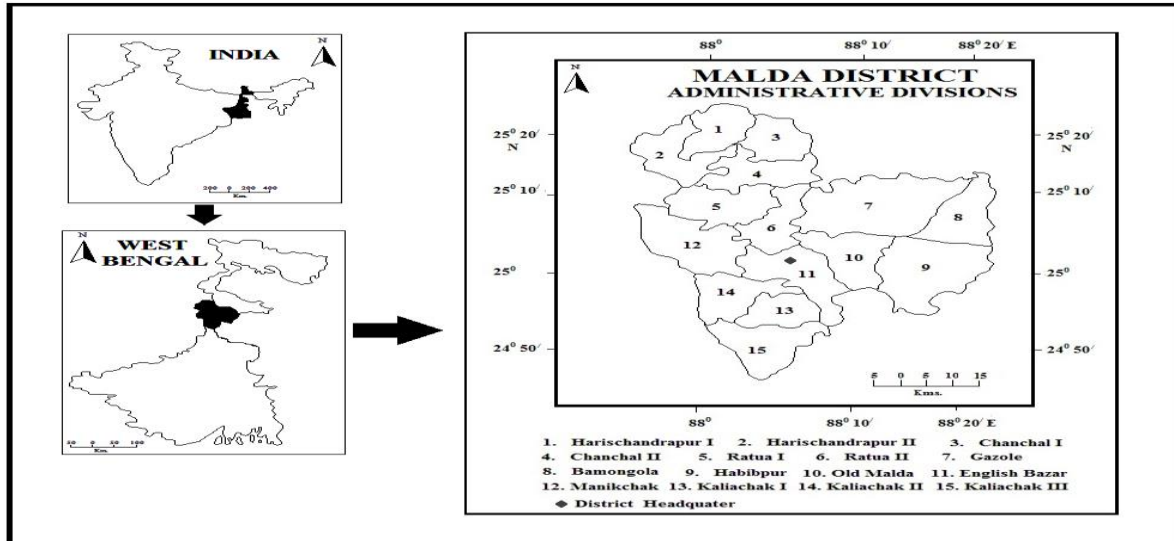 N
INDIA
200 0 200 400
Km.
N
WEST
BENGAL
50 0 50 100
Km.
88° 88° 10′ 88° 20′ E
N
MALDA DISTRICT
ADMINISTRATIVE DIVISIONS
25° 20′
N
25° 20′
N
25° 10′
25° 10′
25°
25°
24° 50′
24° 50′
1
2
3
4
5
6
7
8
9
10
11
12
13
14
15
5 0 5 10 15
Kms.
88° 88° 10′ 88° 20′ E
1. Harischandrapur I 2. Harischandrapur II 3. Chanchal I
4. Chanchal II 5. Ratua I 6. Ratua II 7. Gazole
8. Bamongola 9. Habibpur 10. Old Malda 11. English Bazar
12. Manikchak 13. Kaliachak I 14. Kaliachak II 15. Kaliachak III
District Headquater